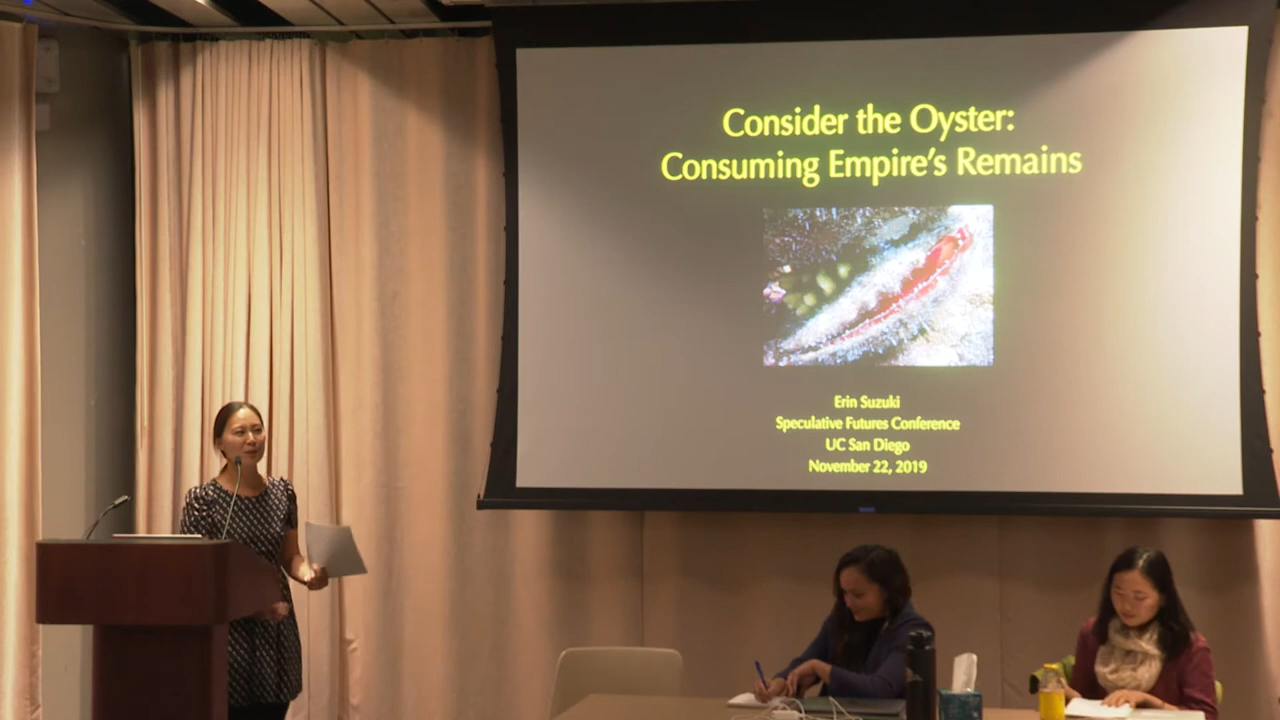 Consider the Oyster:
Consuming Empire's Remains
Erin Suzuki
Speculative Futures Conference
UC San Diego
November 22, 2019